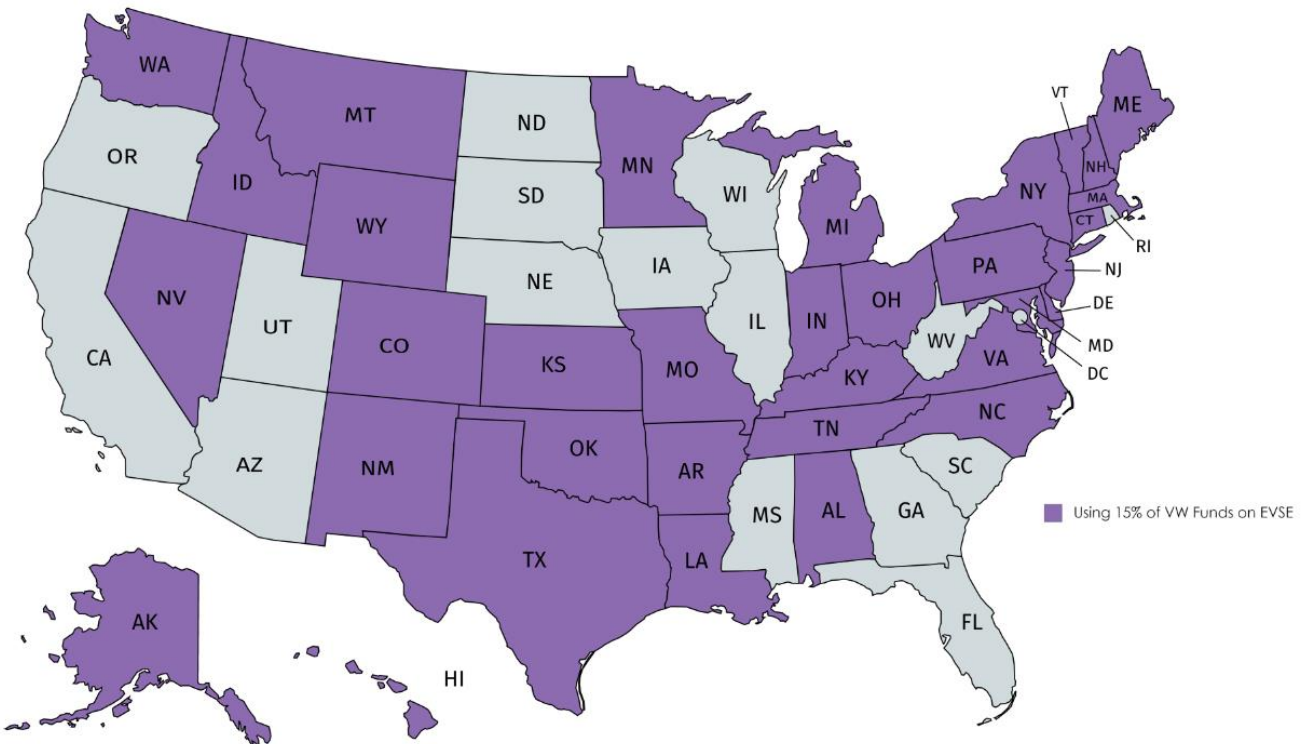 WA
MT
ND
MN
VT
ME
OR
ID
SD
WI
MI
NY
NH
MA
CT
RI
WY
NV
UT
CO
NE
IA
IL
IN
OH
PA
NJ
DE
MD
DC
WV
VA
CA
KS
MO
KY
NC
TN
AZ
NM
OK
AR
SC
MS
AL
GA
Using 15% of VW Funds on EVSE
TX
LA
FL
AK
HI